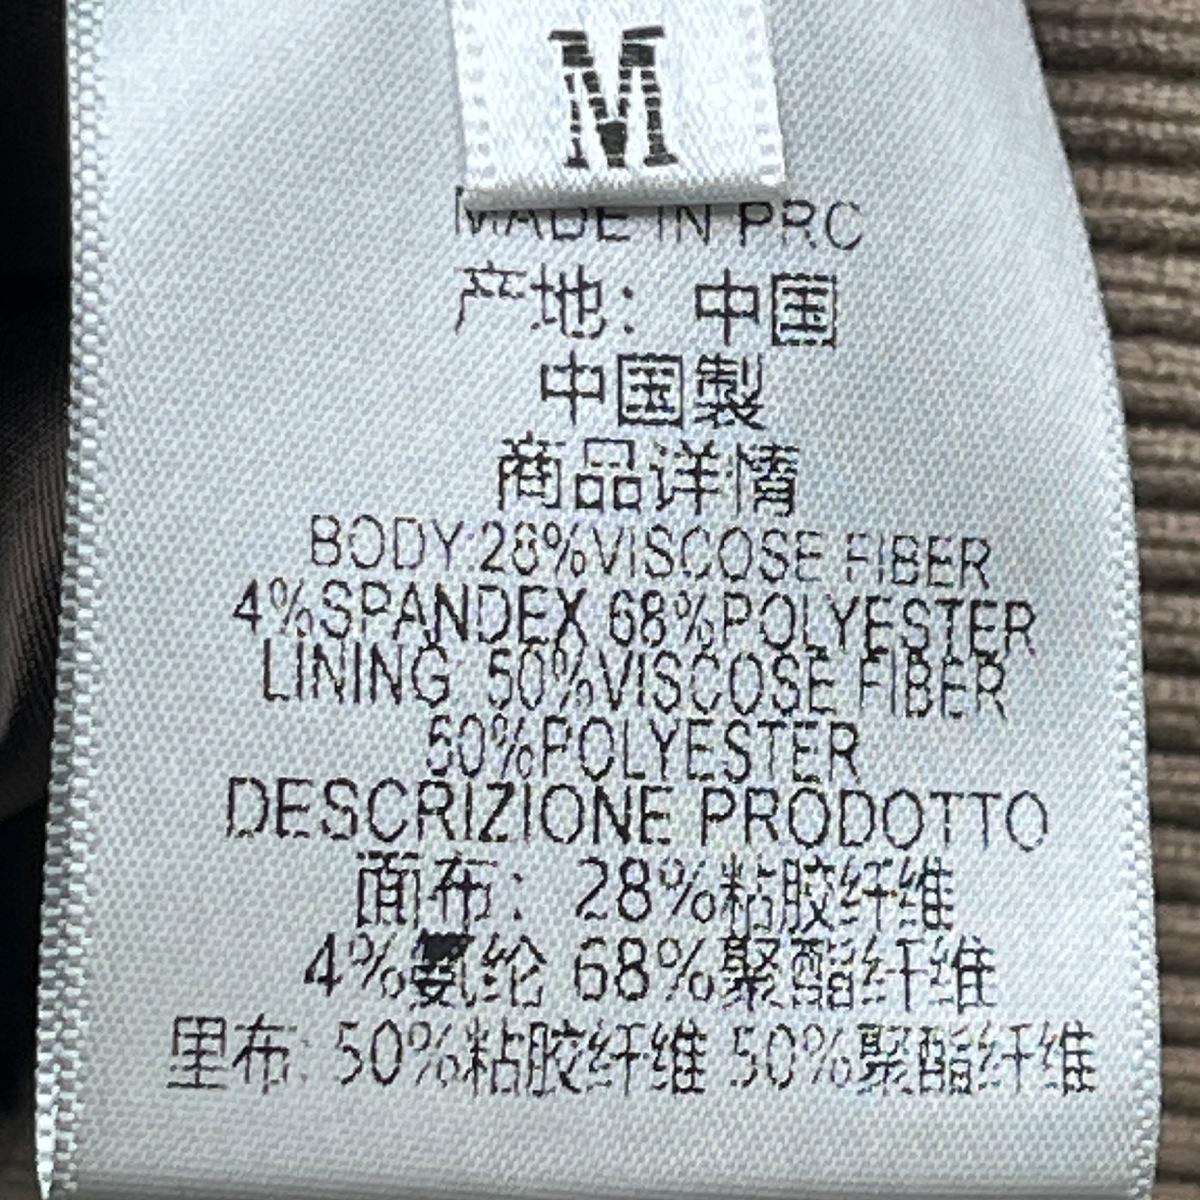 M
MADE IN PRC
产地：中国
中国製
商品详情
BODY:28%VISCOSE FIBER
4%SPANDEX 68%POLYESTER
LINING: 50%VISCOSE FIBER
50%POLYESTER
DESCRIZIONE PRODOTTO
面布：28%粘胶纤维
4%氨纶 68%聚酯纤维
里布: 50%粘胶纤维 50%聚酯纤维